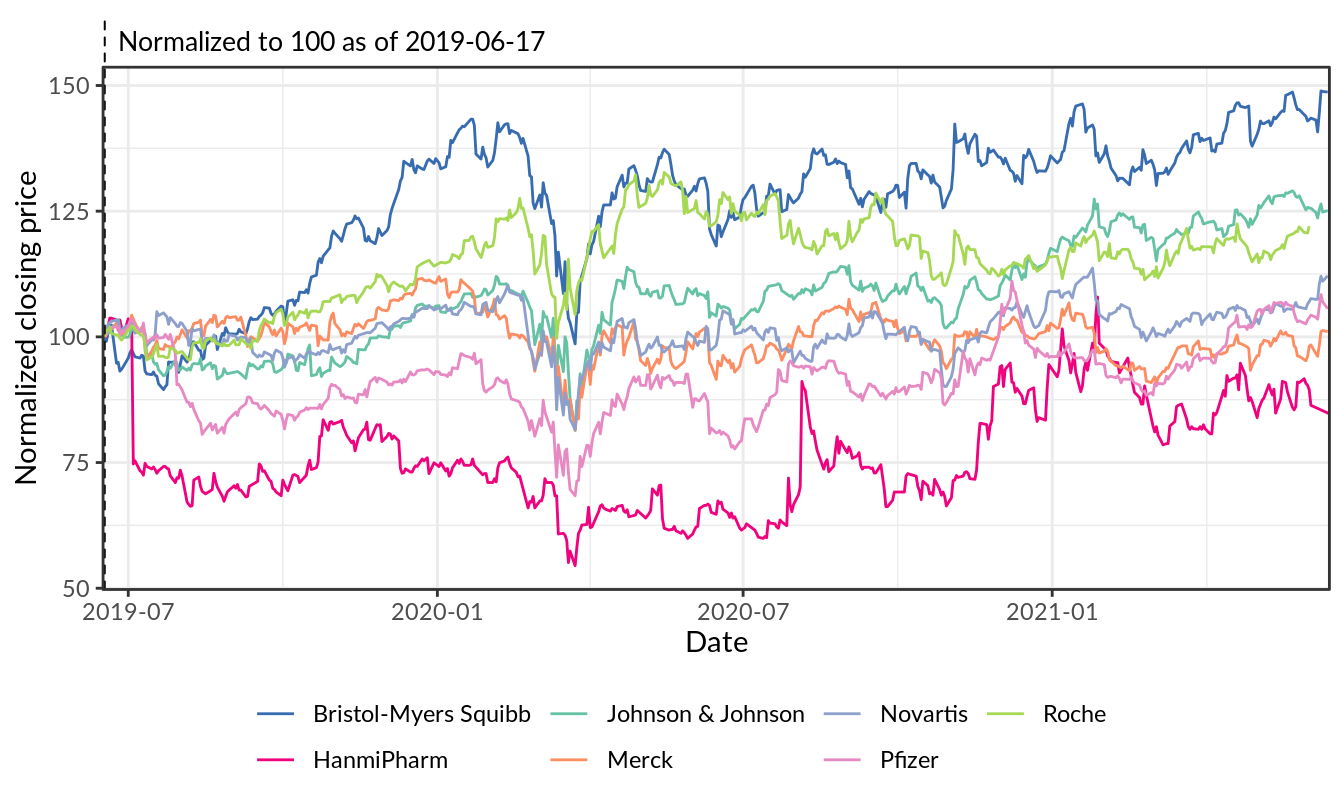 Normalized to 100 as of 2019-06-17
150
125
100
75
50
Normalized closing price
2019-07 2020-01 2020-07 2021-01
Date
Bristol-Myers Squibb Johnson & Johnson Novartis Roche
HanmiPharm Merck Pfizer